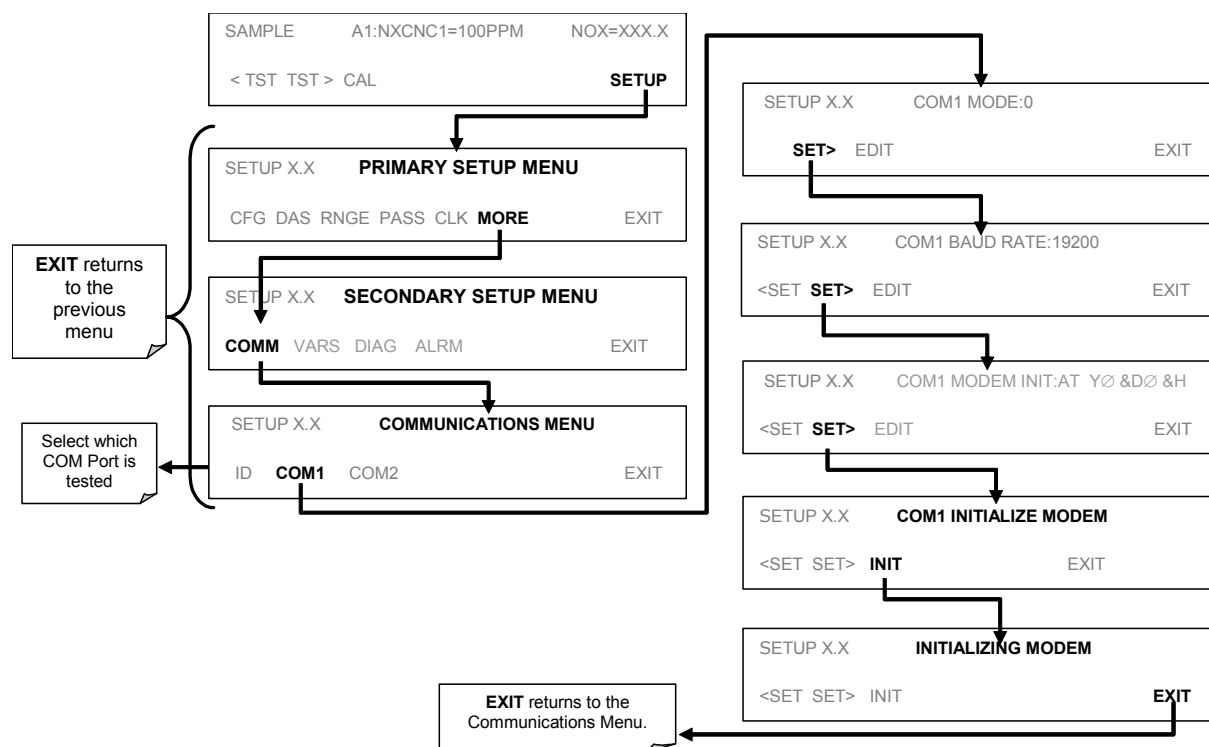 SAMPLE A1:NXCNC1=100PPM NOX=XXX.X
< TST TST > CAL SETUP
SETUP X.X PRIMARY SETUP MENU
CFG DAS RNGE PASS CLK MORE EXIT
EXIT returns
to the
previous
menu
SETUP X.X SECONDARY SETUP MENU
COMM VARS DIAG ALRM EXIT
Select which
COM Port is
tested
SETUP X.X COMMUNICATIONS MENU
ID COM1 COM2 EXIT
SETUP X.X COM1 MODE:0
SET> EDIT EXIT
SETUP X.X COM1 BAUD RATE:19200
<SET SET> EDIT EXIT
SETUP X.X COM1 MODEM INIT:AT Y∅ &D∅ &H
<SET SET> EDIT EXIT
SETUP X.X COM1 INITIALIZE MODEM
<SET SET> INIT EXIT
SETUP X.X INITIALIZING MODEM
<SET SET> INIT EXIT
EXIT returns to the
Communications Menu.